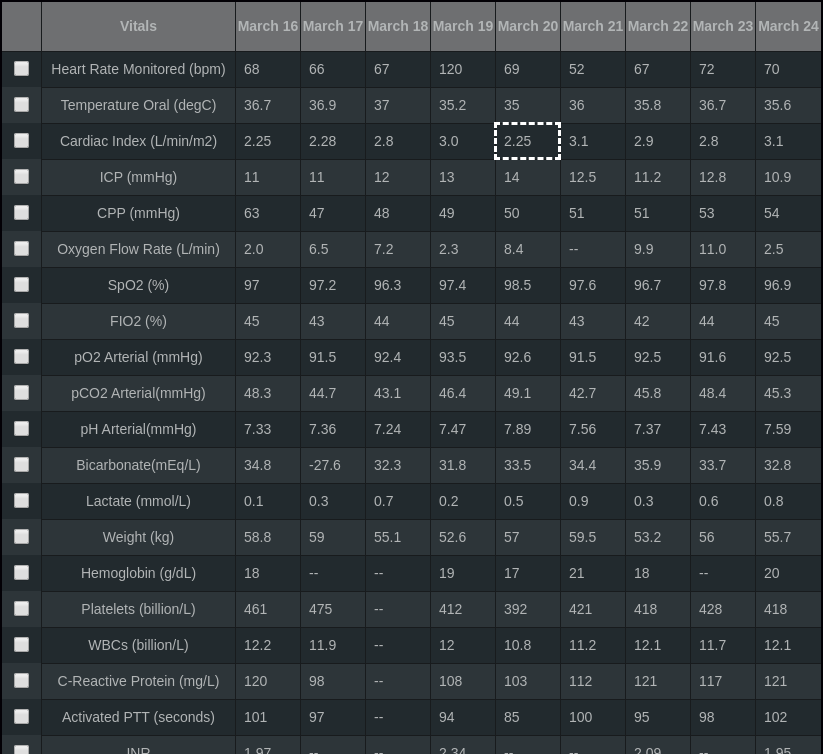 Vitals March 16 March 17 March 18 March 19 March 20 March 21 March 22 March 23 March 24
Heart Rate Monitored (bpm) 68 66 67 120 69 52 67 72 70
Temperature Oral (degC) 36.7 36.9 37 35.2 35 36 35.8 36.7 35.6
Cardiac Index (L/min/m2) 2.25 2.28 2.8 3.0 2.25 3.1 2.9 2.8 3.1
ICP (mmHg) 11 11 12 13 14 12.5 11.2 12.8 10.9
CPP (mmHg) 63 47 48 49 50 51 51 53 54
Oxygen Flow Rate (L/min) 2.0 6.5 7.2 2.3 8.4 -- 9.9 11.0 2.5
SpO2 (%) 97 97.2 96.3 97.4 98.5 97.6 96.7 97.8 96.9
FIO2 (%) 45 43 44 45 44 43 42 44 45
pO2 Arterial (mmHg) 92.3 91.5 92.4 93.5 92.6 91.5 92.5 91.6 92.5
pCO2 Arterial(mmHg) 48.3 44.7 43.1 46.4 49.1 42.7 45.8 48.4 45.3
pH Arterial(mmHg) 7.33 7.36 7.24 7.47 7.89 7.56 7.37 7.43 7.59
Bicarbonate(mEq/L) 34.8 -27.6 32.3 31.8 33.5 34.4 35.9 33.7 32.8
Lactate (mmol/L) 0.1 0.3 0.7 0.2 0.5 0.9 0.3 0.6 0.8
Weight (kg) 58.8 59 55.1 52.6 57 59.5 53.2 56 55.7
Hemoglobin (g/dL) 18 -- -- 19 17 21 18 -- 20
Platelets (billion/L) 461 475 -- 412 392 421 418 428 418
WBCs (billion/L) 12.2 11.9 -- 12 10.8 11.2 12.1 11.7 12.1
C-Reactive Protein (mg/L) 120 98 -- 108 103 112 121 117 121
Activated PTT (seconds) 101 97 -- 94 85 100 95 98 102
INR 1.97 -- -- 2.34 -- -- 2.09 -- 1.95